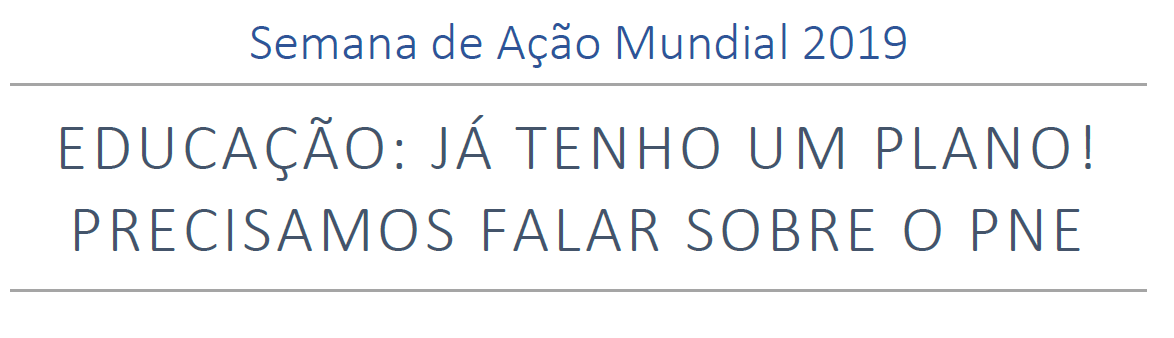 Semana de Ação Mundial 2019
EDUCAÇÃO: JÁ TENHO UM PLANO!
PRECISAMOS FALAR SOBRE O PNE